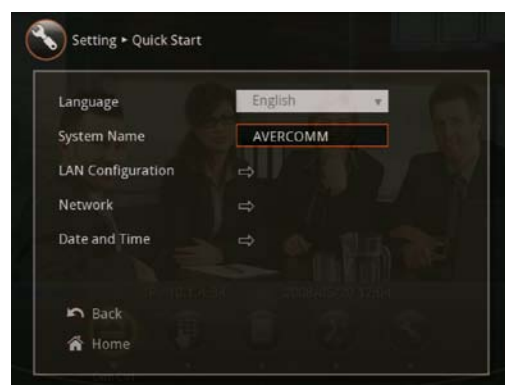 Setting ▸ Quick Start
Language English
System Name AVERCOMM
LAN Configuration
Network
Date and Time
Back
Home